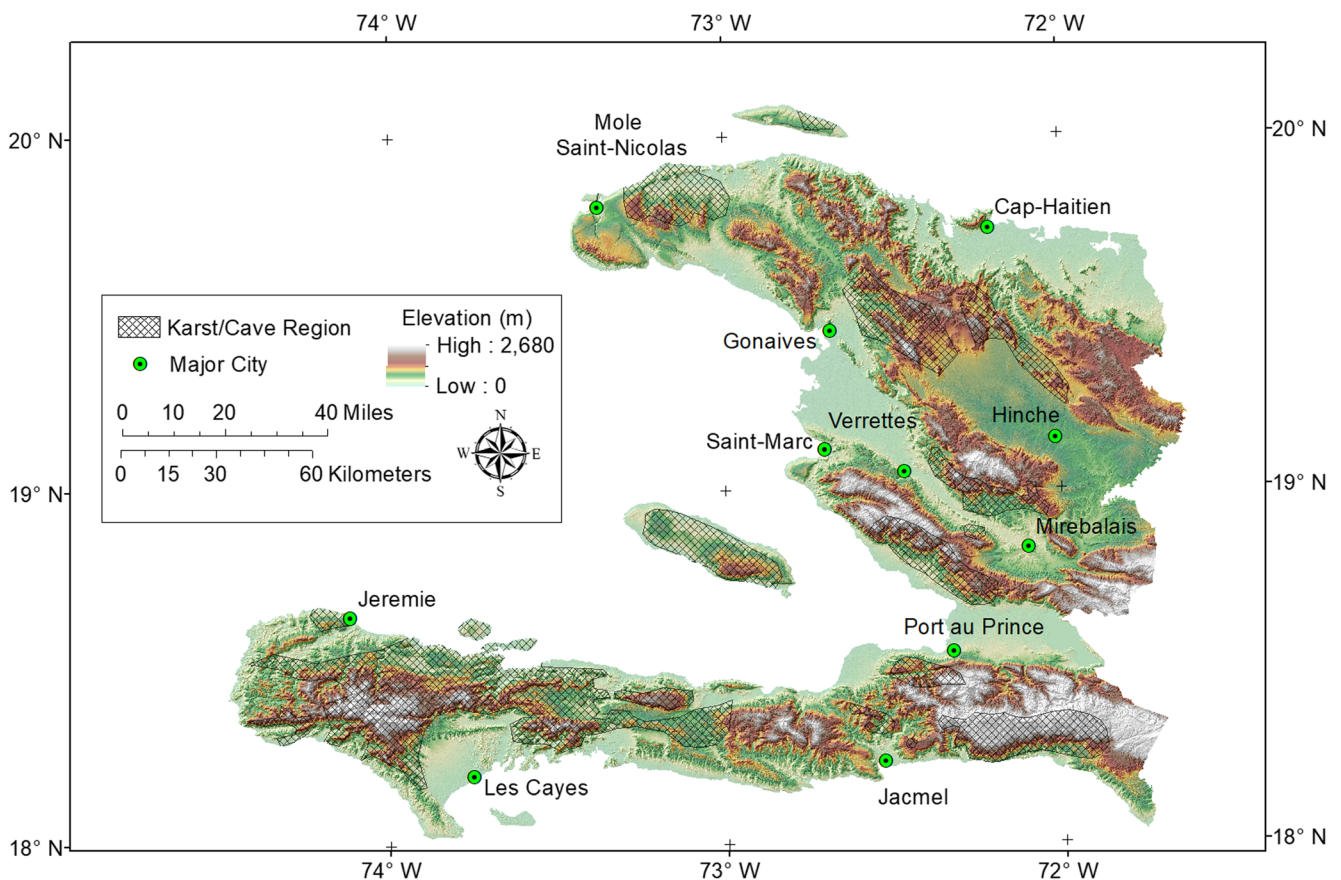 74° W
73° W
72° W
20° N
20° N
Mole
Saint-Nicolas
Cap-Haitien
Karst/Cave Region
Major City
Elevation (m)
High : 2,680
Low : 0
0 10 20 40 Miles
0 15 30 60 Kilometers
N
W E
S
Gonaives
Hinche
Verrettes
Saint-Marc
19° N
19° N
Mirebalais
Jeremie
Port au Prince
Les Cayes
Jacmel
18° N
18° N
74° W
73° W
72° W